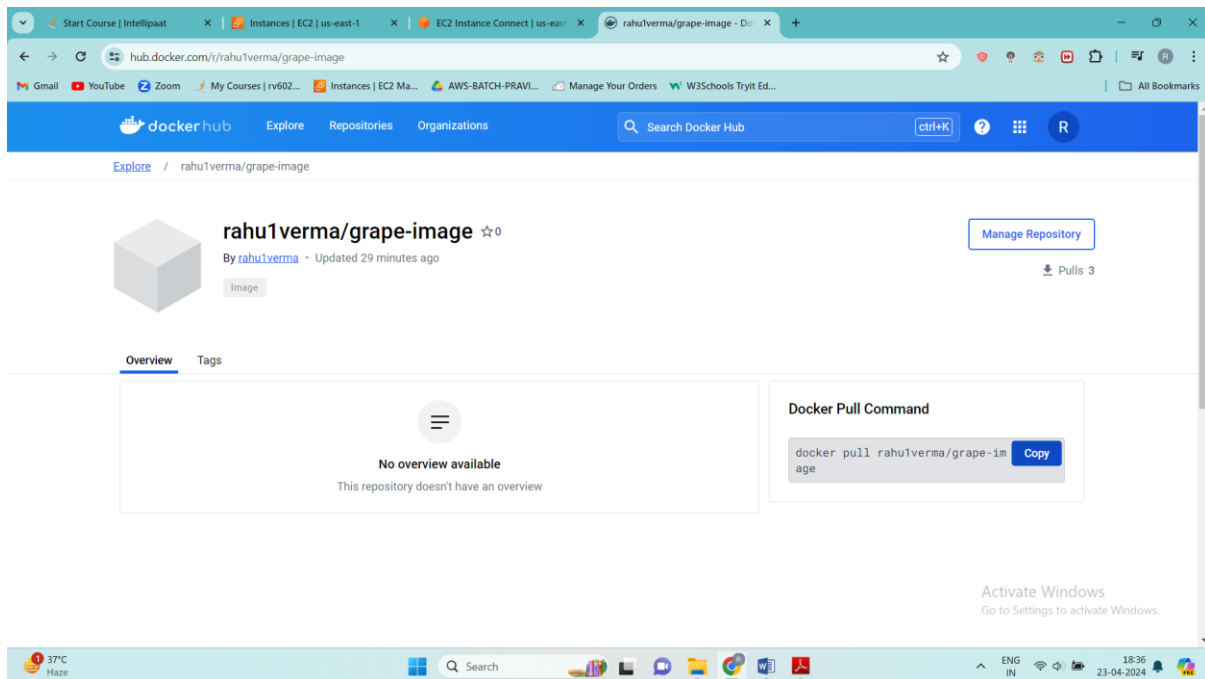 Start Course | Intellipaat
Instances | EC2 | us-east-1
EC2 Instance Connect | us-east
rahu1verma/grape-image - Do
hub.docker.com/r/rahu1verma/grape-image
R
Gmail
YouTube
Zoom
My Courses | rv602...
Instances | EC2 Ma...
AWS-BATCH-PRAVI...
Manage Your Orders
W3Schools Tryit Ed...
All Bookmarks
dockerhub
Explore
Repositories
Organizations
Search Docker Hub
ctrl+K
?
R
Explore / rahu1verma/grape-image
rahu1verma/grape-image ☆0
By rahu1verma • Updated 29 minutes ago
Image
Manage Repository
Pulls 3
Overview
Tags
No overview available
This repository doesn't have an overview
Docker Pull Command
docker pull rahu1verma/grape-im
age
Copy
Activate Windows
Go to Settings to activate Windows.
1
37°C
Haze
Search
ENG
IN
18:36
23-04-2024
PRE